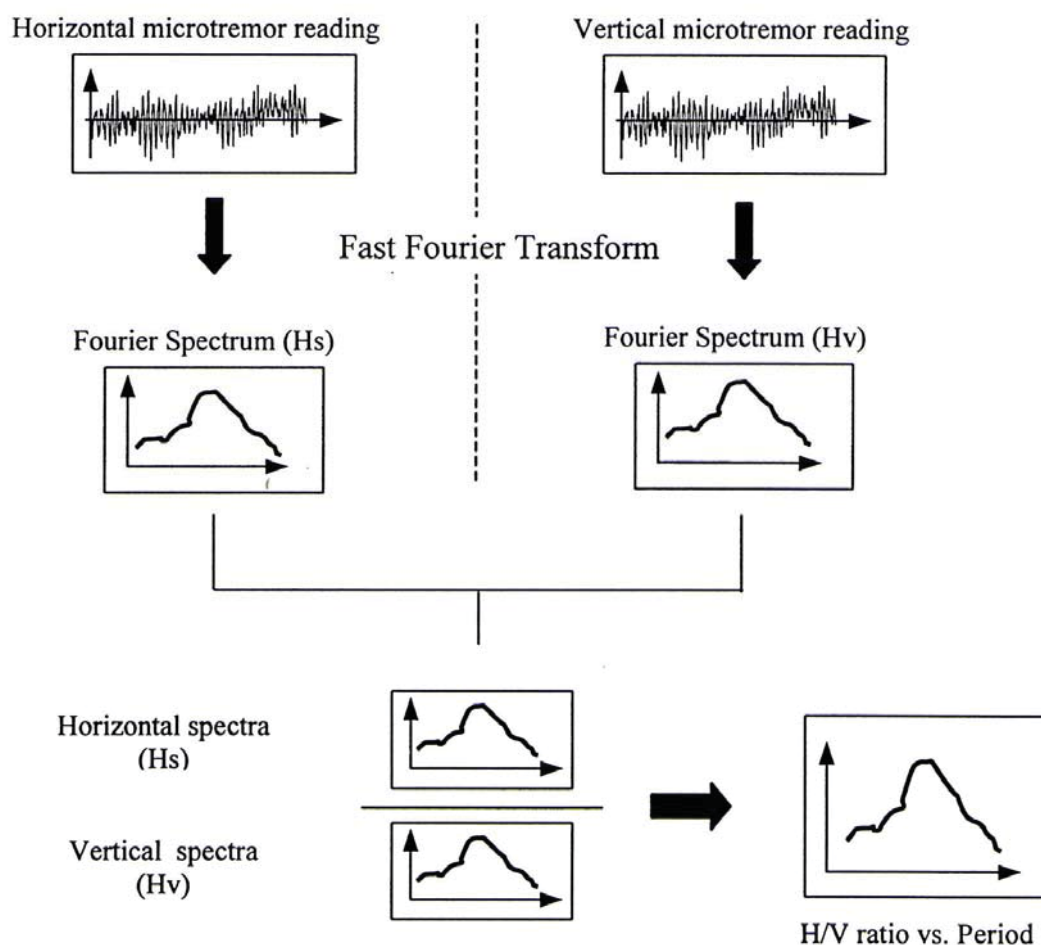 Horizontal microtremor reading
Vertical microtremor reading
Fast Fourier Transform
Fourier Spectrum (Hs)
Fourier Spectrum (Hv)
Horizontal spectra
(Hs)
Vertical spectra
(Hv)
H/V ratio vs. Period